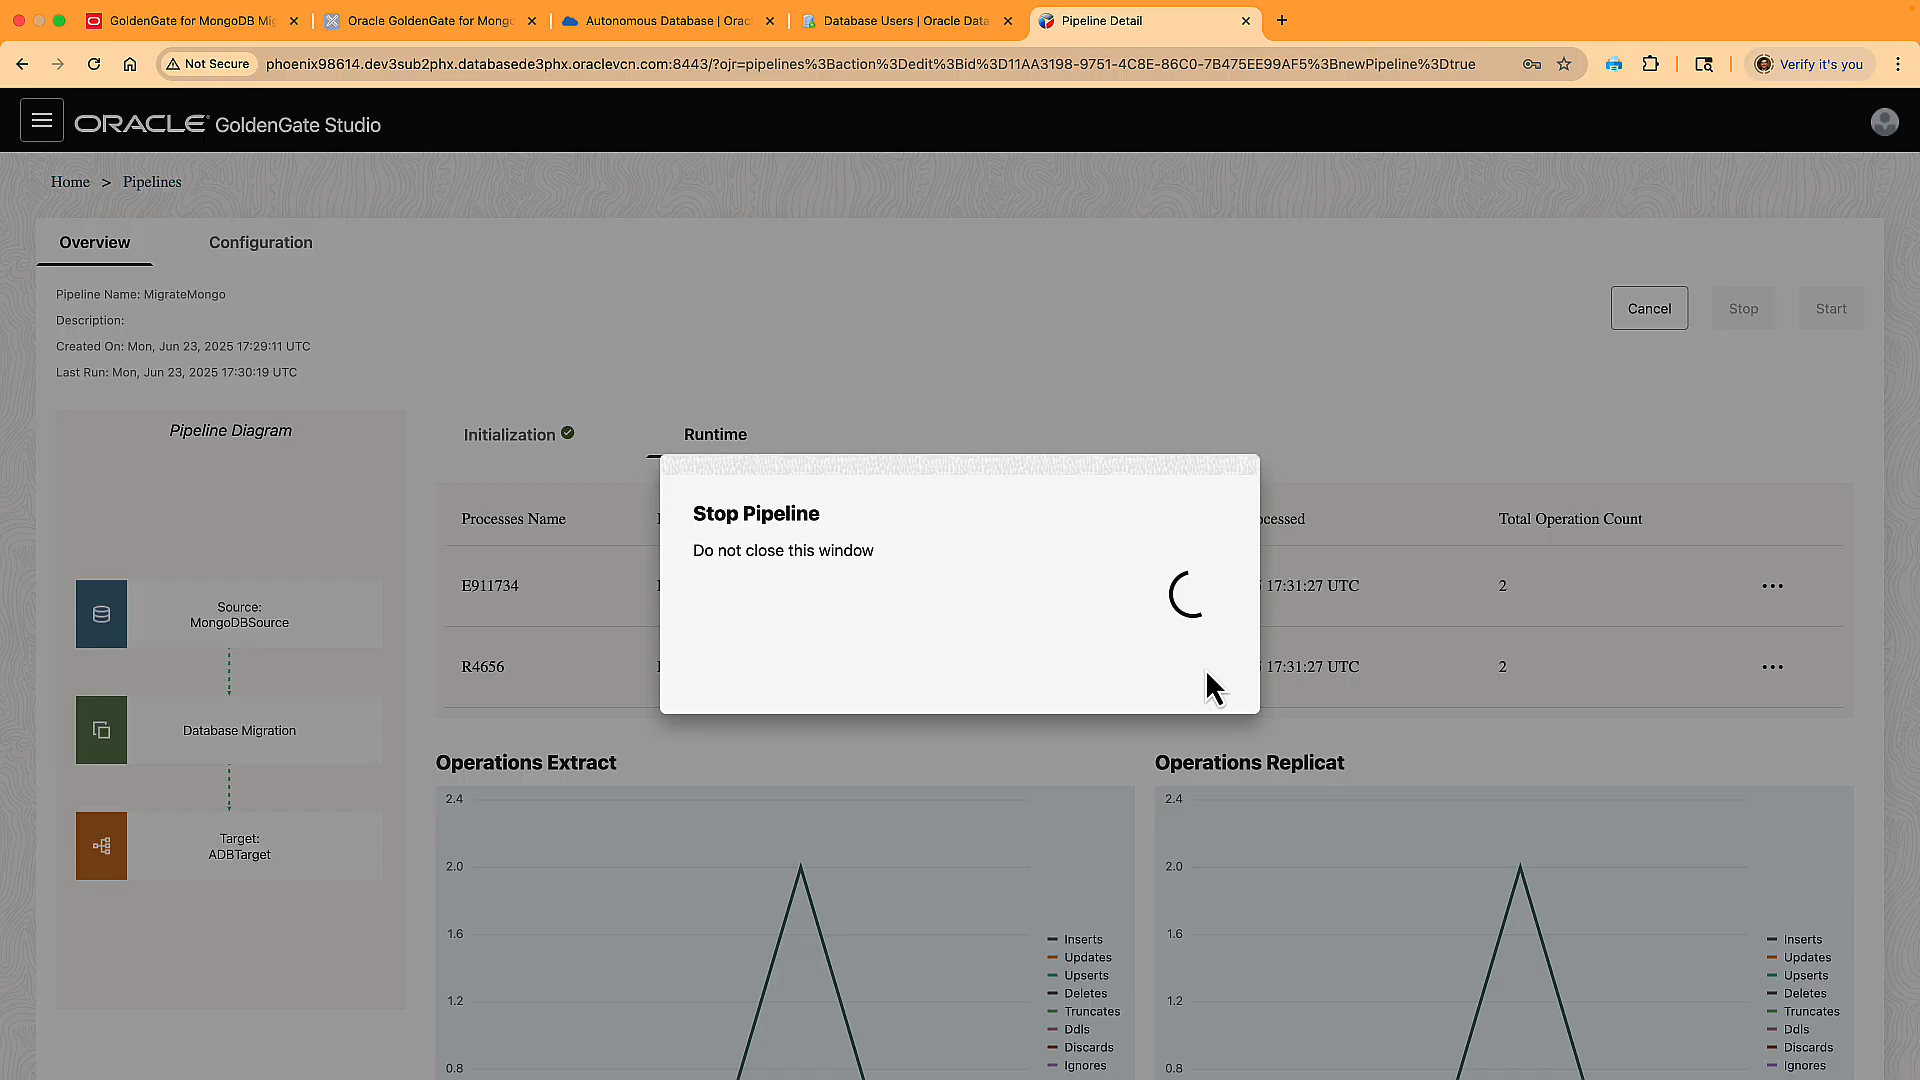 GoldenGate for MongoDB Mig
Oracle GoldenGate for Mongo
Autonomous Database | Orac
Database Users | Oracle Data
Pipeline Detail
Not Secure
phoenix98614.dev3sub2phx.databasede3phx.oraclevcn.com:8443/?ojr=pipelines%3Baction%3Dedit%3Bid%3D11AA3198-9751-4C8E-86C0-7B475EE99AF5%3BnewPipeline%3Dtrue
Verify it's you
ORACLE GoldenGate Studio
Home > Pipelines
Overview
Configuration
Pipeline Name: MigrateMongo
Description:
Created On: Mon, Jun 23, 2025 17:29:11 UTC
Last Run: Mon, Jun 23, 2025 17:30:19 UTC
Cancel
Stop
Start
Pipeline Diagram
Source:
MongoDBSource
Database Migration
Target:
ADBTarget
Initialization
Runtime
Processes Name
ocessed
Total Operation Count
E911734
17:31:27 UTC
2
R4656
17:31:27 UTC
2
Stop Pipeline
Do not close this window
Operations Extract
2.4
2.0
1.6
1.2
0.8
Inserts
Updates
Upserts
Deletes
Truncates
Ddls
Discards
Ignores
Operations Replicat
2.4
2.0
1.6
1.2
0.8
Inserts
Updates
Upserts
Deletes
Truncates
Ddls
Discards
Ignores